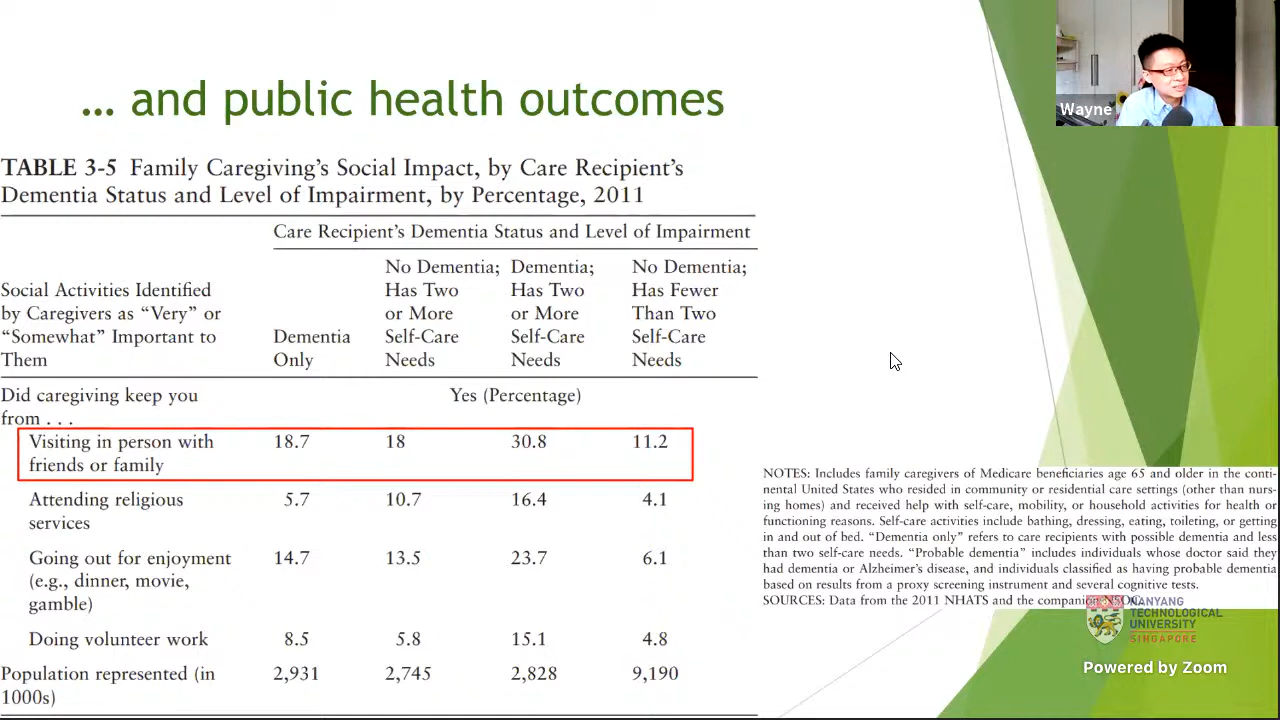 … and public health outcomes
Wayne
TABLE 3-5 Family Caregiving’s Social Impact, by Care Recipient’s
Dementia Status and Level of Impairment, by Percentage, 2011
Care Recipient’s Dementia Status and Level of Impairment
Social Activities Identified
by Caregivers as “Very” or
“Somewhat” Important to
Them
Dementia
Only
No Dementia;
Has Two
or More
Self-Care
Needs
Dementia;
Has Two
or More
Self-Care
Needs
No Dementia;
Has Fewer
Than Two
Self-Care
Needs
Did caregiving keep you
from . . .
Yes (Percentage)
Visiting in person with
friends or family
18.7 18 30.8 11.2
Attending religious
services
5.7 10.7 16.4 4.1
Going out for enjoyment
(e.g., dinner, movie,
gamble)
14.7 13.5 23.7 6.1
Doing volunteer work 8.5 5.8 15.1 4.8
Population represented (in
1000s)
2,931 2,745 2,828 9,190
NOTES: Includes family caregivers of Medicare beneficiaries age 65 and older in the conti-
nental United States who resided in community or residential care settings (other than nurs-
ing homes) and received help with self-care, mobility, or household activities for health or
functioning reasons. Self-care activities include bathing, dressing, eating, toileting, or getting
in and out of bed. “Dementia only” refers to care recipients with possible dementia and less
than two self-care needs. “Probable dementia” includes individuals whose doctor said they
had dementia or Alzheimer’s disease, and individuals classified as having probable dementia
based on results from a proxy screening instrument and several cognitive tests.
SOURCES: Data from the 2011 NHATS and the companion NSOC.
NANYANG
TECHNOLOGICAL
UNIVERSITY
SINGAPORE
Powered by Zoom